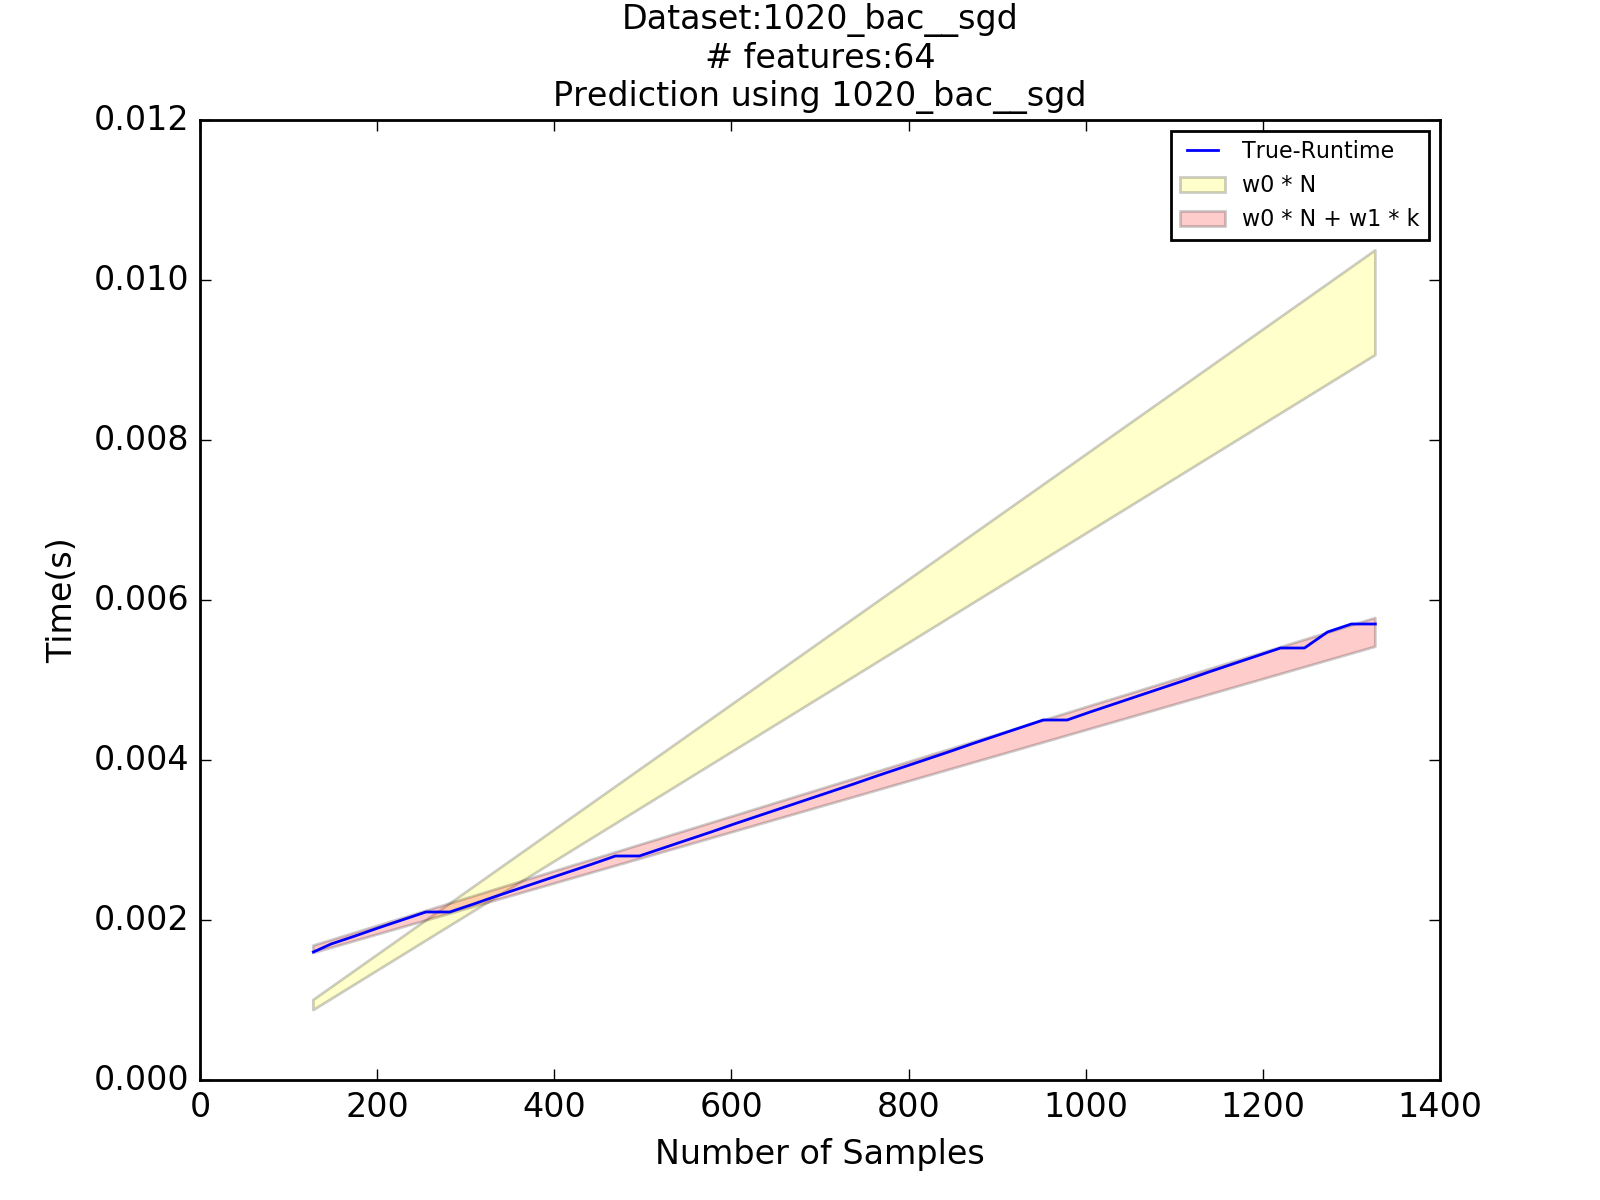 Dataset:1020_bac__sgd
# features:64
Prediction using 1020_bac__sgd
0.012
0.010
0.008
0.006
0.004
0.002
0.000
Time(s)
True-Runtime
w0 * N
w0 * N + w1 * k
0 200 400 600 800 1000 1200 1400
Number of Samples